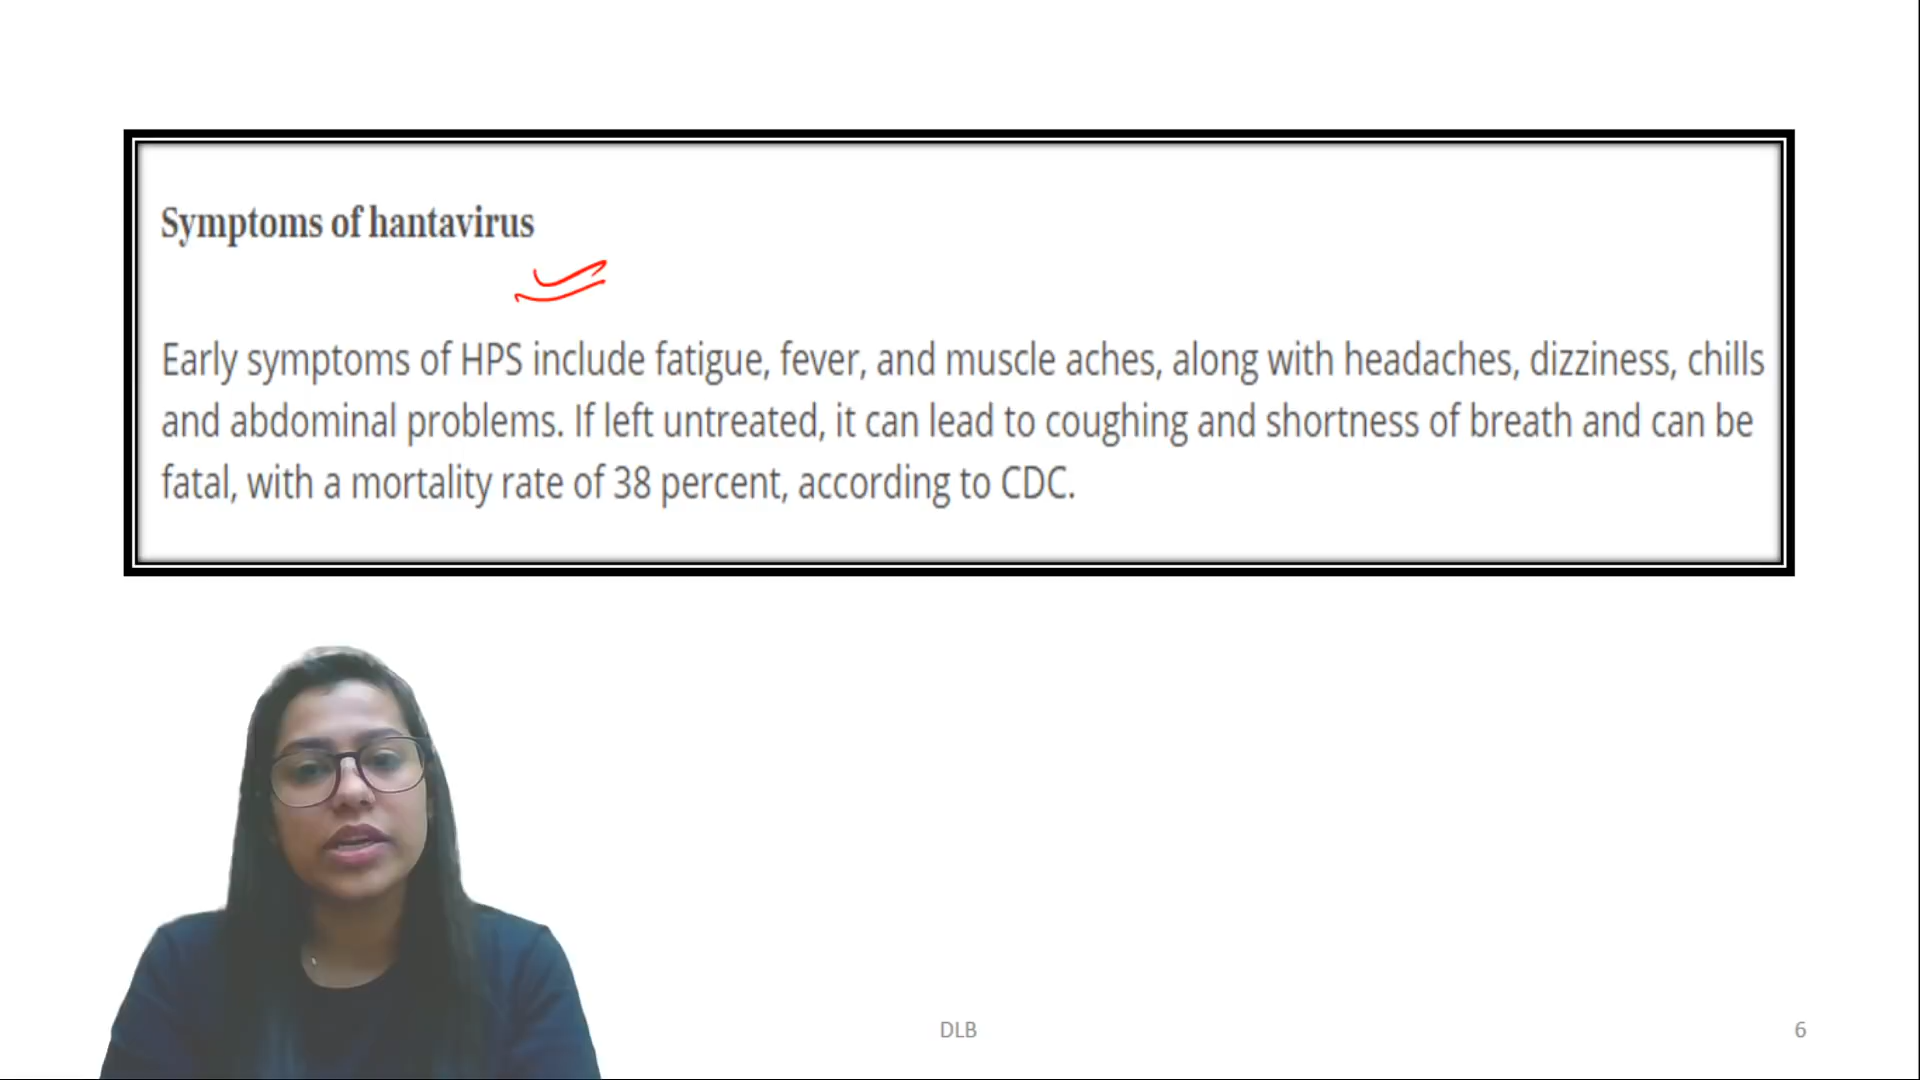 Symptoms of hantavirus
Early symptoms of HPS include fatigue, fever, and muscle aches, along with headaches, dizziness, chills
and abdominal problems. If left untreated, it can lead to coughing and shortness of breath and can be
fatal, with a mortality rate of 38 percent, according to CDC.
DLB
6